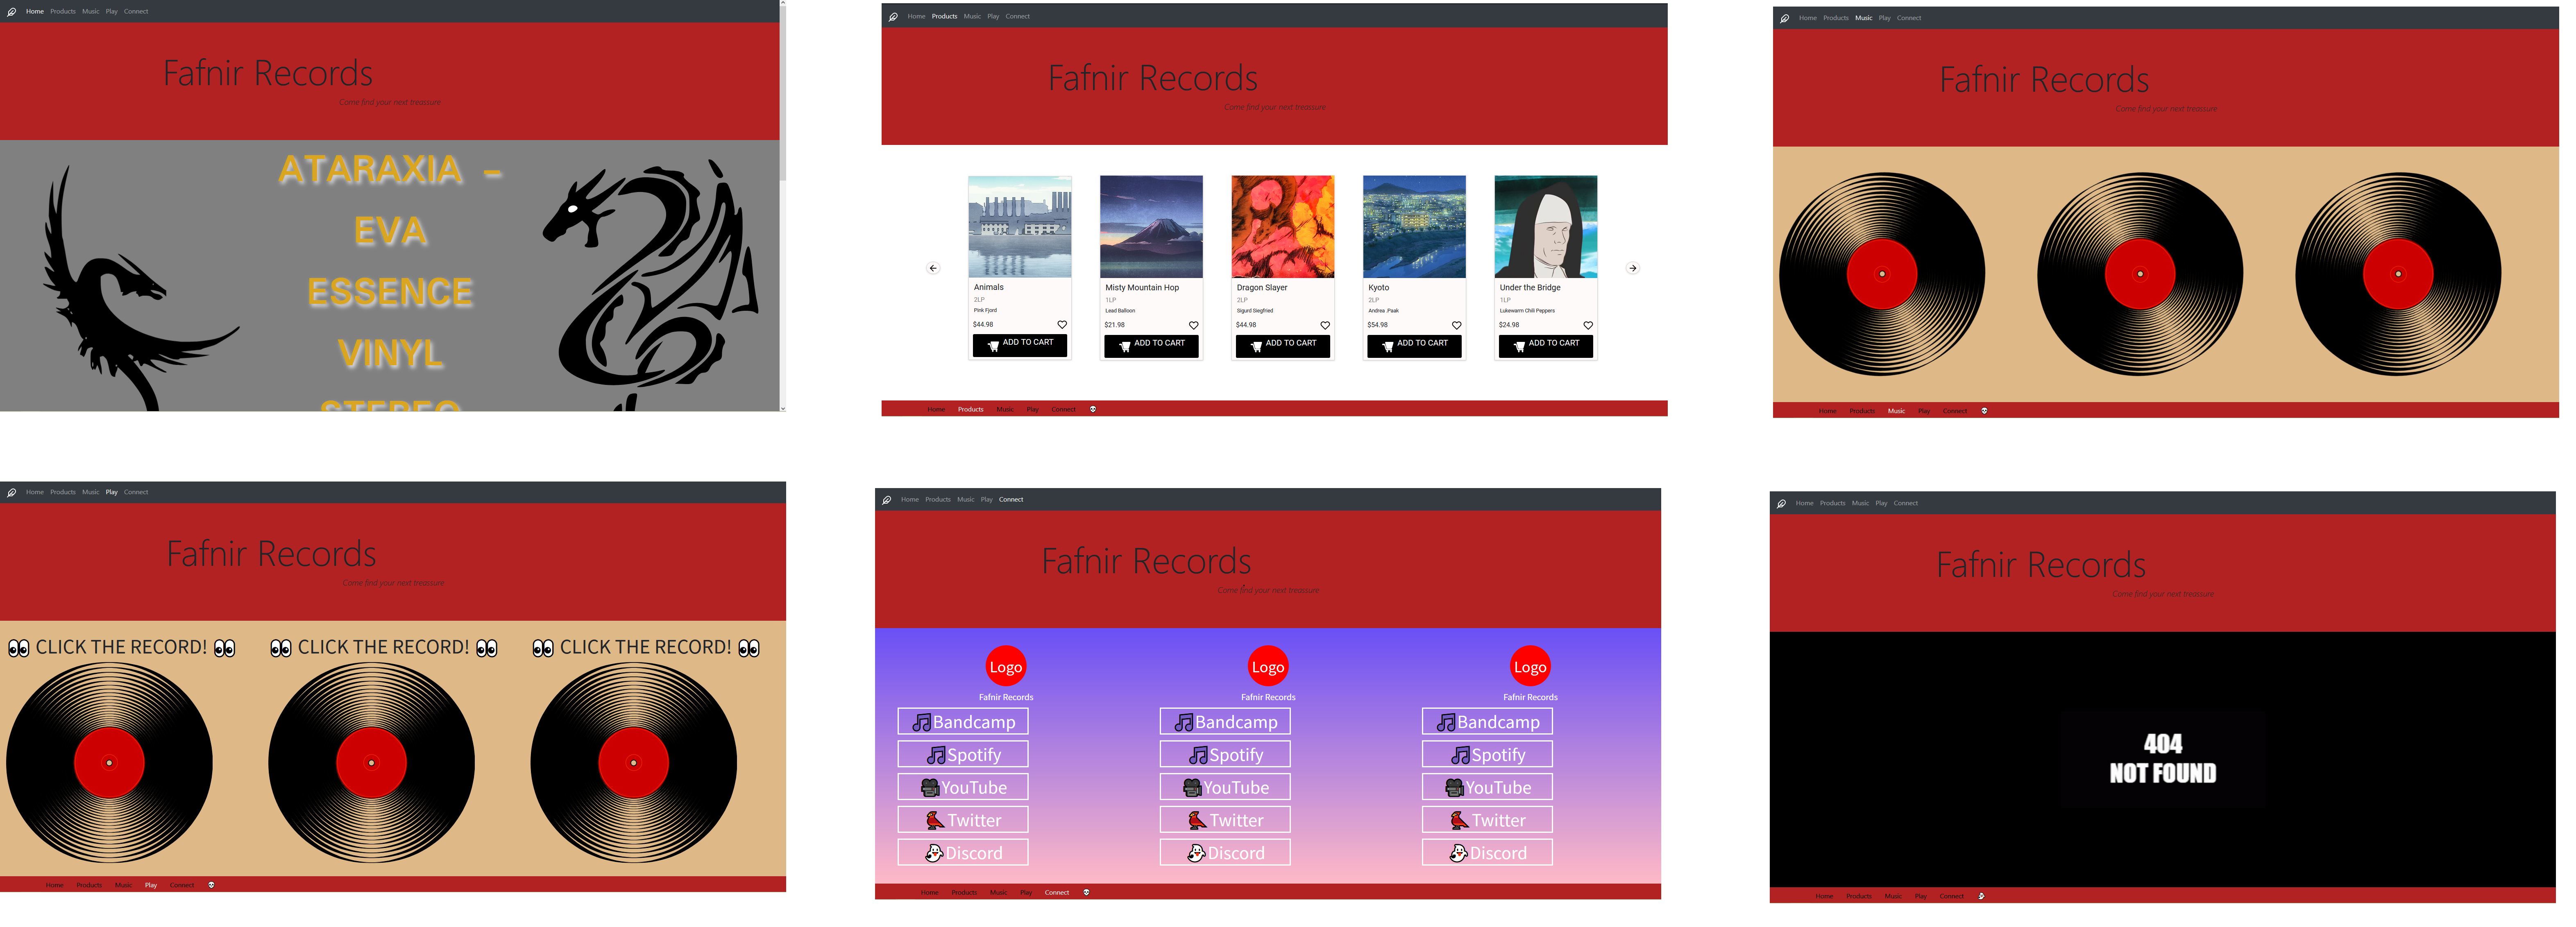 Home Products Music Play Connect
Fafnir Records
Come find your next treasure
ATARAXIA –
EVA
ESSENCE
VINYL
STEREO
Home Products Music Play Connect
Fafnir Records
Come find your next treasure
Animals
2LP
Pink Fjord
$44.98
ADD TO CART
Misty Mountain Hop
1LP
Lead Balloon
$21.98
ADD TO CART
Dragon Slayer
2LP
Sigurd Siegfried
$44.98
ADD TO CART
Kyoto
2LP
Andrea .Paak
$54.98
ADD TO CART
Under the Bridge
1LP
Lukewarm Chili Peppers
$24.98
ADD TO CART
Home Products Music Play Connect
Home Products Music Play Connect
Fafnir Records
Come find your next treasure
Home Products Music Play Connect
Home Products Music Play Connect
Fafnir Records
Come find your next treasure
CLICK THE RECORD! CLICK THE RECORD! CLICK THE RECORD!
Home Products Music Play Connect
Home Products Music Play Connect
Fafnir Records
Come find your next treasure
Logo Logo Logo
Fafnir Records Fafnir Records Fafnir Records
Bandcamp Bandcamp Bandcamp
Spotify Spotify Spotify
YouTube YouTube YouTube
Twitter Twitter Twitter
Discord Discord Discord
Home Products Music Play Connect
Home Products Music Play Connect
Fafnir Records
Come find your next treasure
404
NOT FOUND
Home Products Music Play Connect